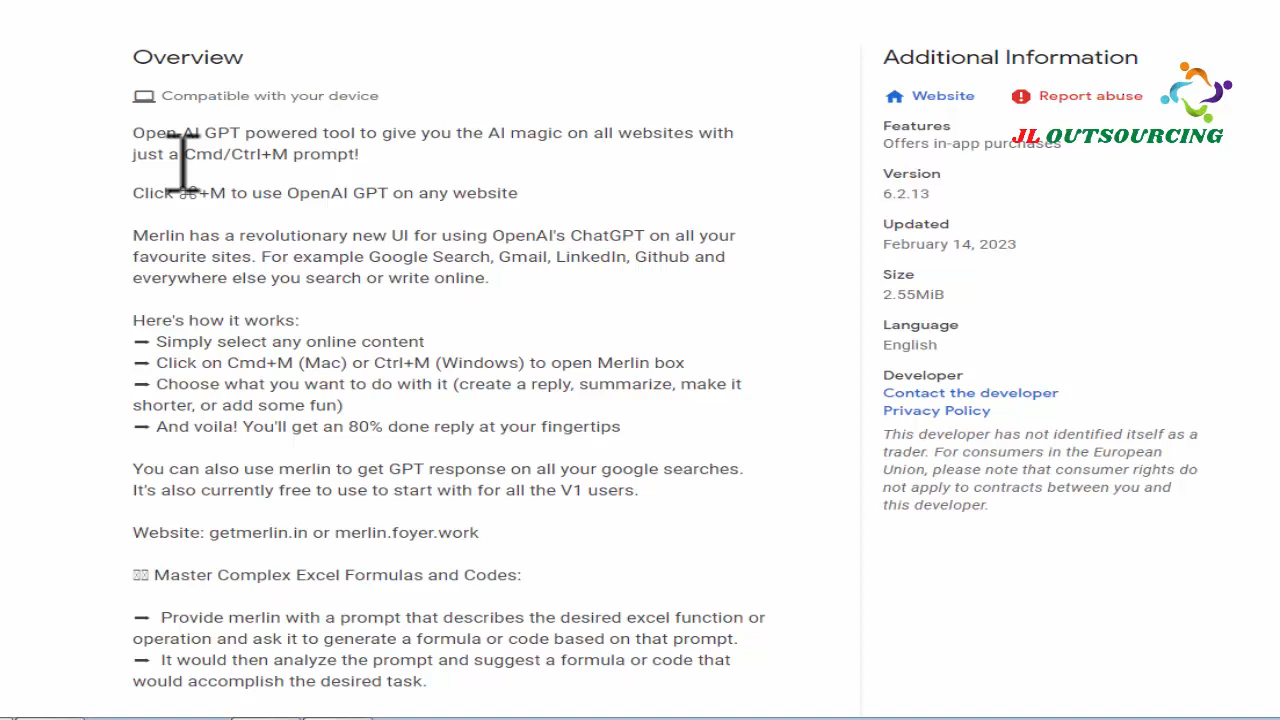 Overview
Compatible with your device
Open AI GPT powered tool to give you the AI magic on all websites with
just a Cmd/Ctrl+M prompt!
Click ⌘+M to use OpenAI GPT on any website
Merlin has a revolutionary new UI for using OpenAI's ChatGPT on all your
favourite sites. For example Google Search, Gmail, LinkedIn, Github and
everywhere else you search or write online.
Here's how it works:
➖ Simply select any online content
➖ Click on Cmd+M (Mac) or Ctrl+M (Windows) to open Merlin box
➖ Choose what you want to do with it (create a reply, summarize, make it
shorter, or add some fun)
➖ And voila! You'll get an 80% done reply at your fingertips
You can also use merlin to get GPT response on all your google searches.
It's also currently free to use to start with for all the V1 users.
Website: getmerlin.in or merlin.foyer.work
Master Complex Excel Formulas and Codes:
➖ Provide merlin with a prompt that describes the desired excel function or
operation and ask it to generate a formula or code based on that prompt.
➖ It would then analyze the prompt and suggest a formula or code that
would accomplish the desired task.
Additional Information
Website
Report abuse
Features
Offers in-app purchases
JL OUTSOURCING
Version
6.2.13
Updated
February 14, 2023
Size
2.55MiB
Language
English
Developer
Contact the developer
Privacy Policy
This developer has not identified itself as a
trader. For consumers in the European
Union, please note that consumer rights do
not apply to contracts between you and
this developer.